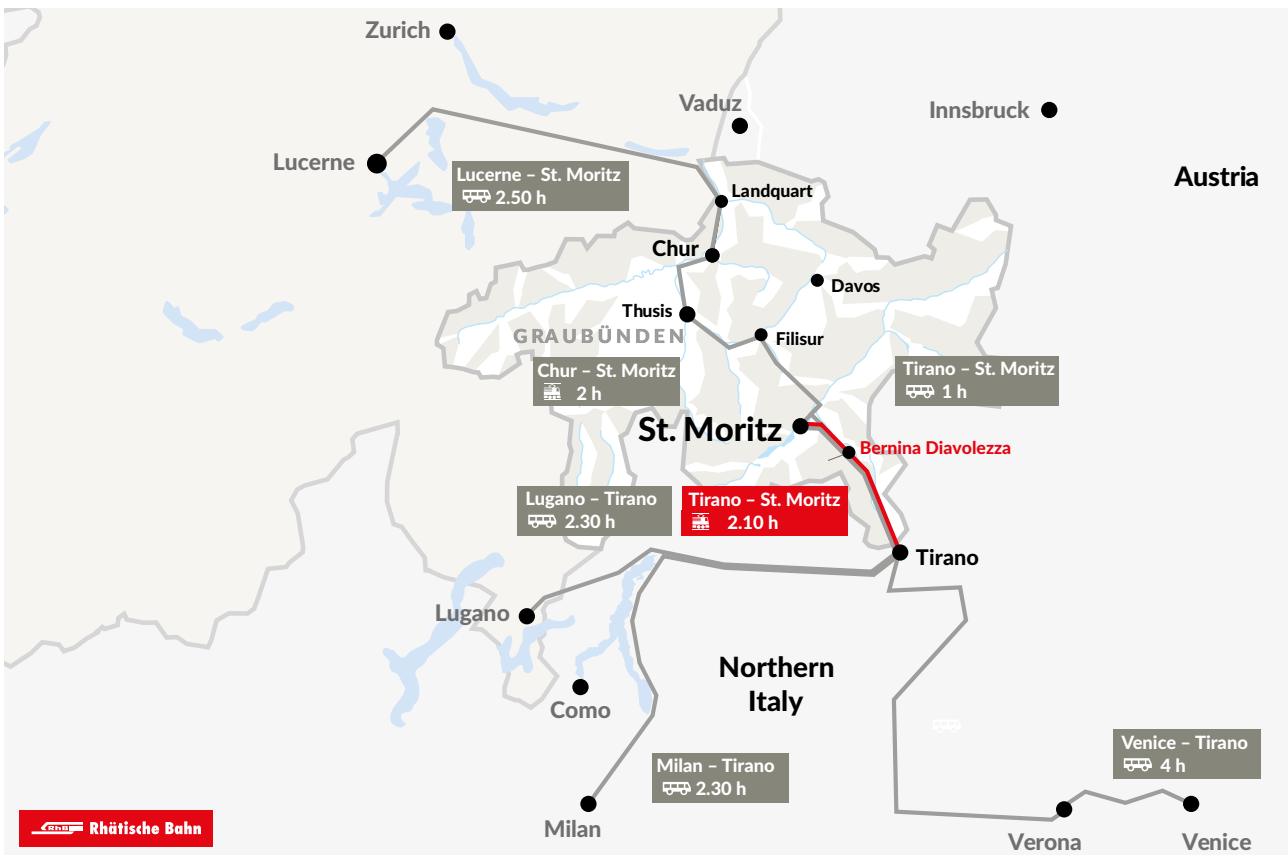 Zurich
Vaduz
Innsbruck
Lucerne
Austria
Lucerne – St. Moritz
2.50 h
Landquart
Chur
Davos
Thusis
GRAUBÜNDEN
Filisur
Chur – St. Moritz
2 h
Tirano – St. Moritz
1 h
St. Moritz
Bernina Diavolezza
Lugano – Tirano
2.30 h
Tirano – St. Moritz
2.10 h
Tirano
Lugano
Northern
Italy
Como
Venice – Tirano
4 h
Milan – Tirano
2.30 h
RhB Rhätische Bahn
Milan
Verona
Venice